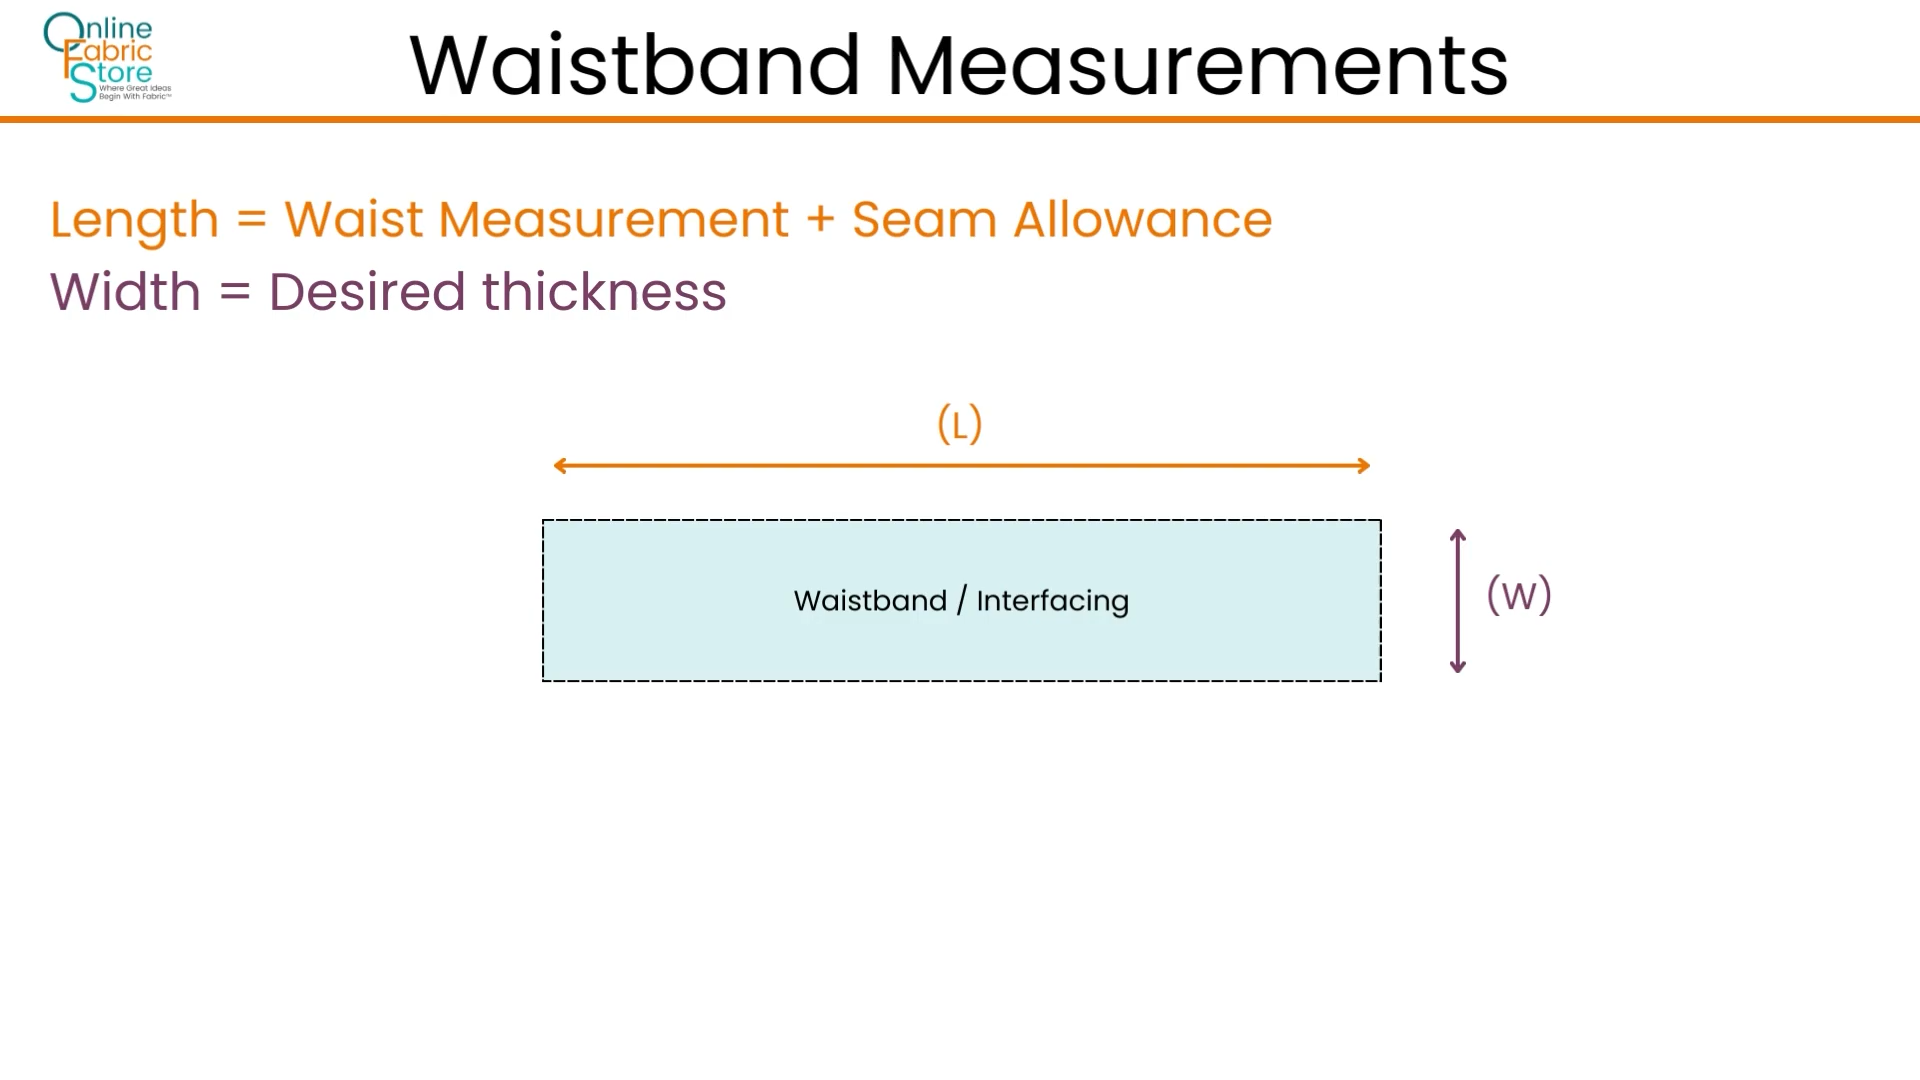 Online
Fabric
Store
Where Great Ideas
Begin With Fabric™
Waistband Measurements
Length = Waist Measurement + Seam Allowance
Width = Desired thickness
(L)
Waistband / Interfacing
(W)